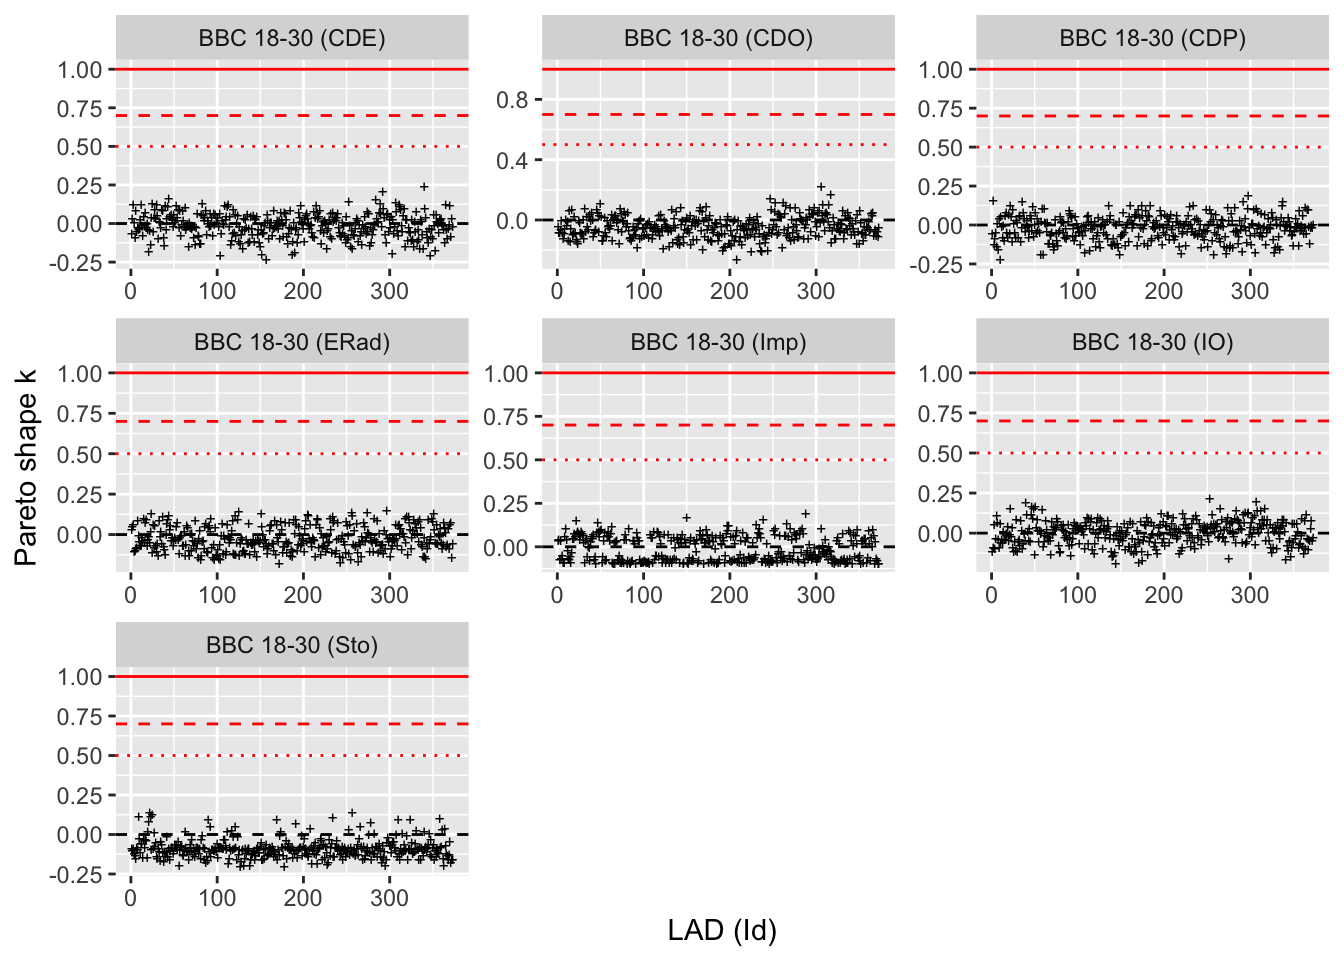 BBC 18-30 (CDE)
BBC 18-30 (CDO)
BBC 18-30 (CDP)
1.00
0.75
0.50
0.25
0.00
-0.25
0.8
0.4
0.0
1.00
0.75
0.50
0.25
0.00
-0.25
0 100 200 300
0 100 200 300
0 100 200 300
BBC 18-30 (ERad)
BBC 18-30 (Imp)
BBC 18-30 (IO)
Pareto shape k
1.00
0.75
0.50
0.25
0.00
1.00
0.75
0.50
0.25
0.00
1.00
0.75
0.50
0.25
0.00
0 100 200 300
0 100 200 300
0 100 200 300
BBC 18-30 (Sto)
1.00
0.75
0.50
0.25
0.00
-0.25
0 100 200 300
LAD (Id)